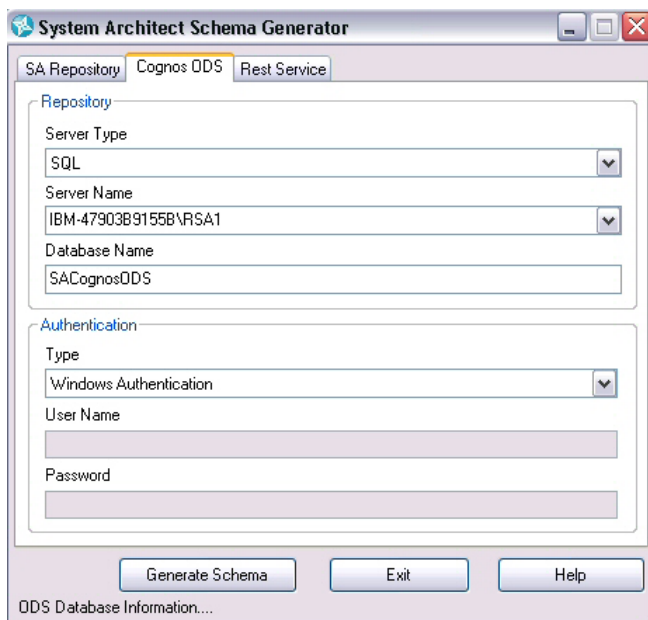 System Architect Schema Generator
SA Repository Cognos ODS Rest Service
Repository
Server Type
SQL
Server Name
IBM-47903B9155B\RSA1
Database Name
SACognosODS
Authentication
Type
Windows Authentication
User Name
Password
Generate Schema Exit Help
ODS Database Information....